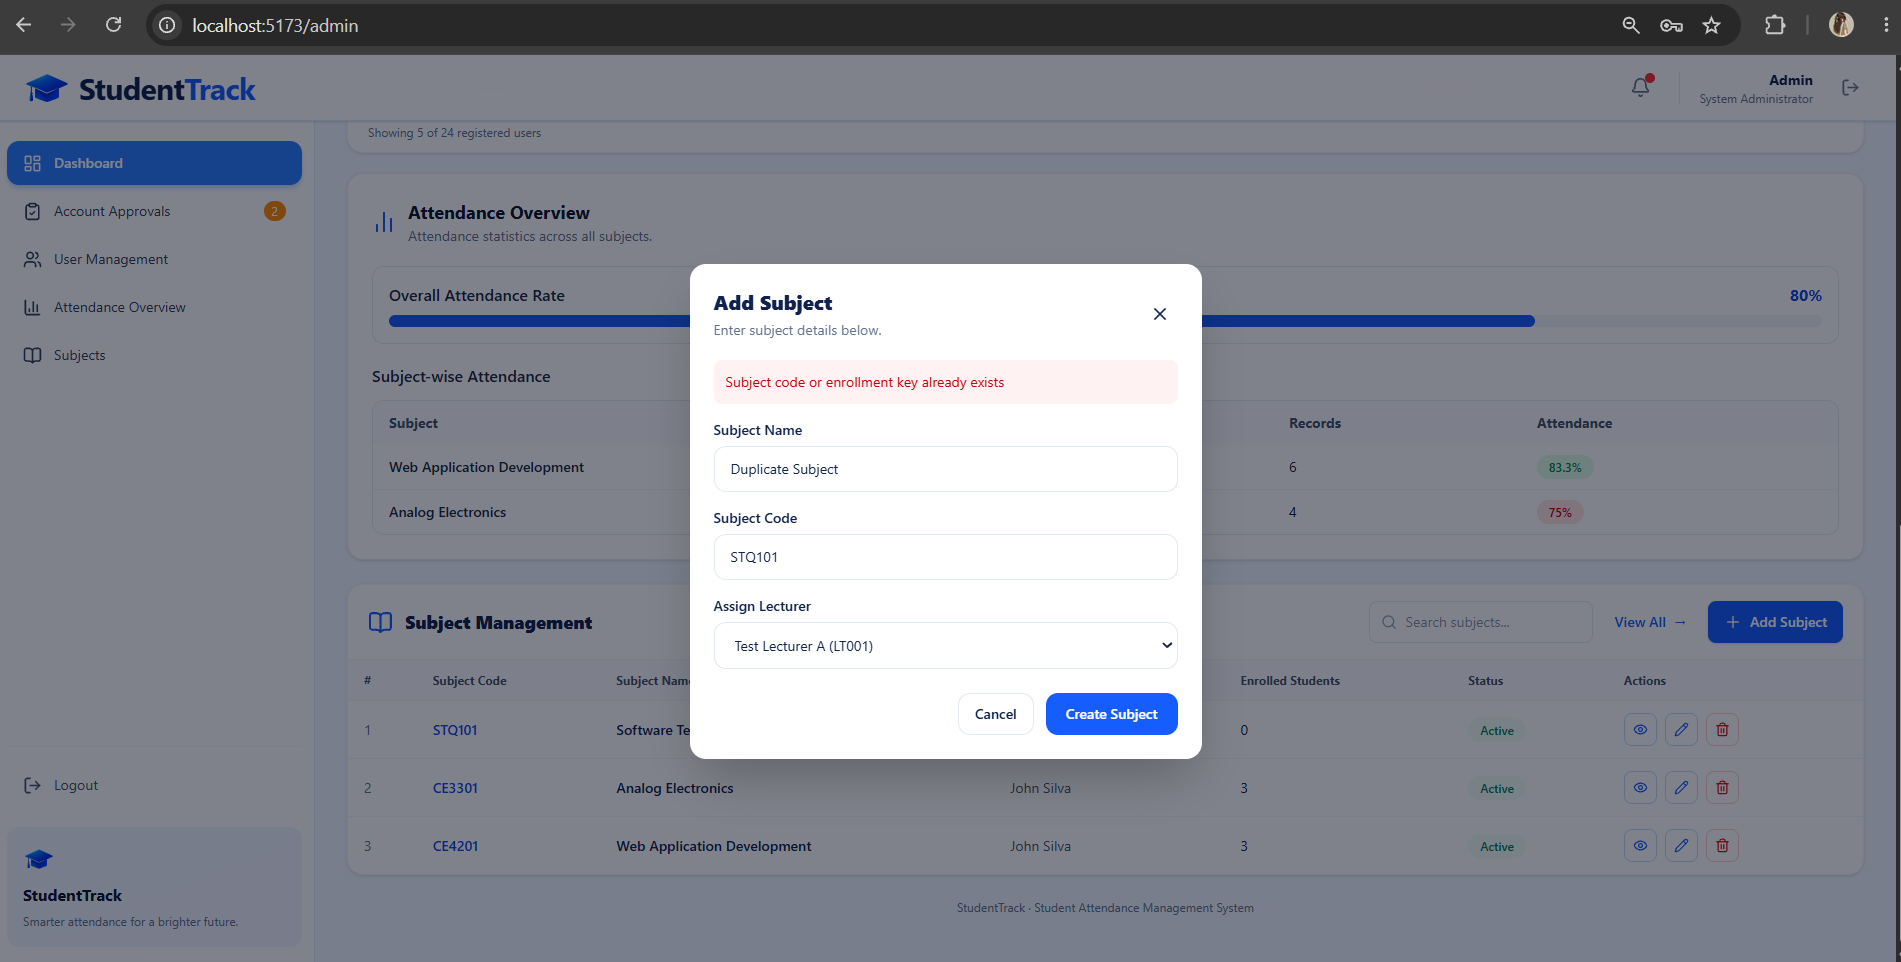 localhost:5173/admin
StudentTrack
Admin
System Administrator
Dashboard
Account Approvals 2
User Management
Attendance Overview
Subjects
Logout
StudentTrack
Smarter attendance for a brighter future.
Showing 5 of 24 registered users
Attendance Overview
Attendance statistics across all subjects.
Overall Attendance Rate 80%
Subject-wise Attendance
Subject Records Attendance
Web Application Development 6 83.3%
Analog Electronics 4 75%
Add Subject
Enter subject details below.
Subject code or enrollment key already exists
Subject Name
Duplicate Subject
Subject Code
STQ101
Assign Lecturer
Test Lecturer A (LT001)
Cancel Create Subject
Subject Management Search subjects... View All → + Add Subject
# Subject Code Subject Name Enrolled Students Status Actions
1 STQ101 Software Te 0 Active
2 CE3301 Analog Electronics John Silva 3 Active
3 CE4201 Web Application Development John Silva 3 Active
StudentTrack · Student Attendance Management System